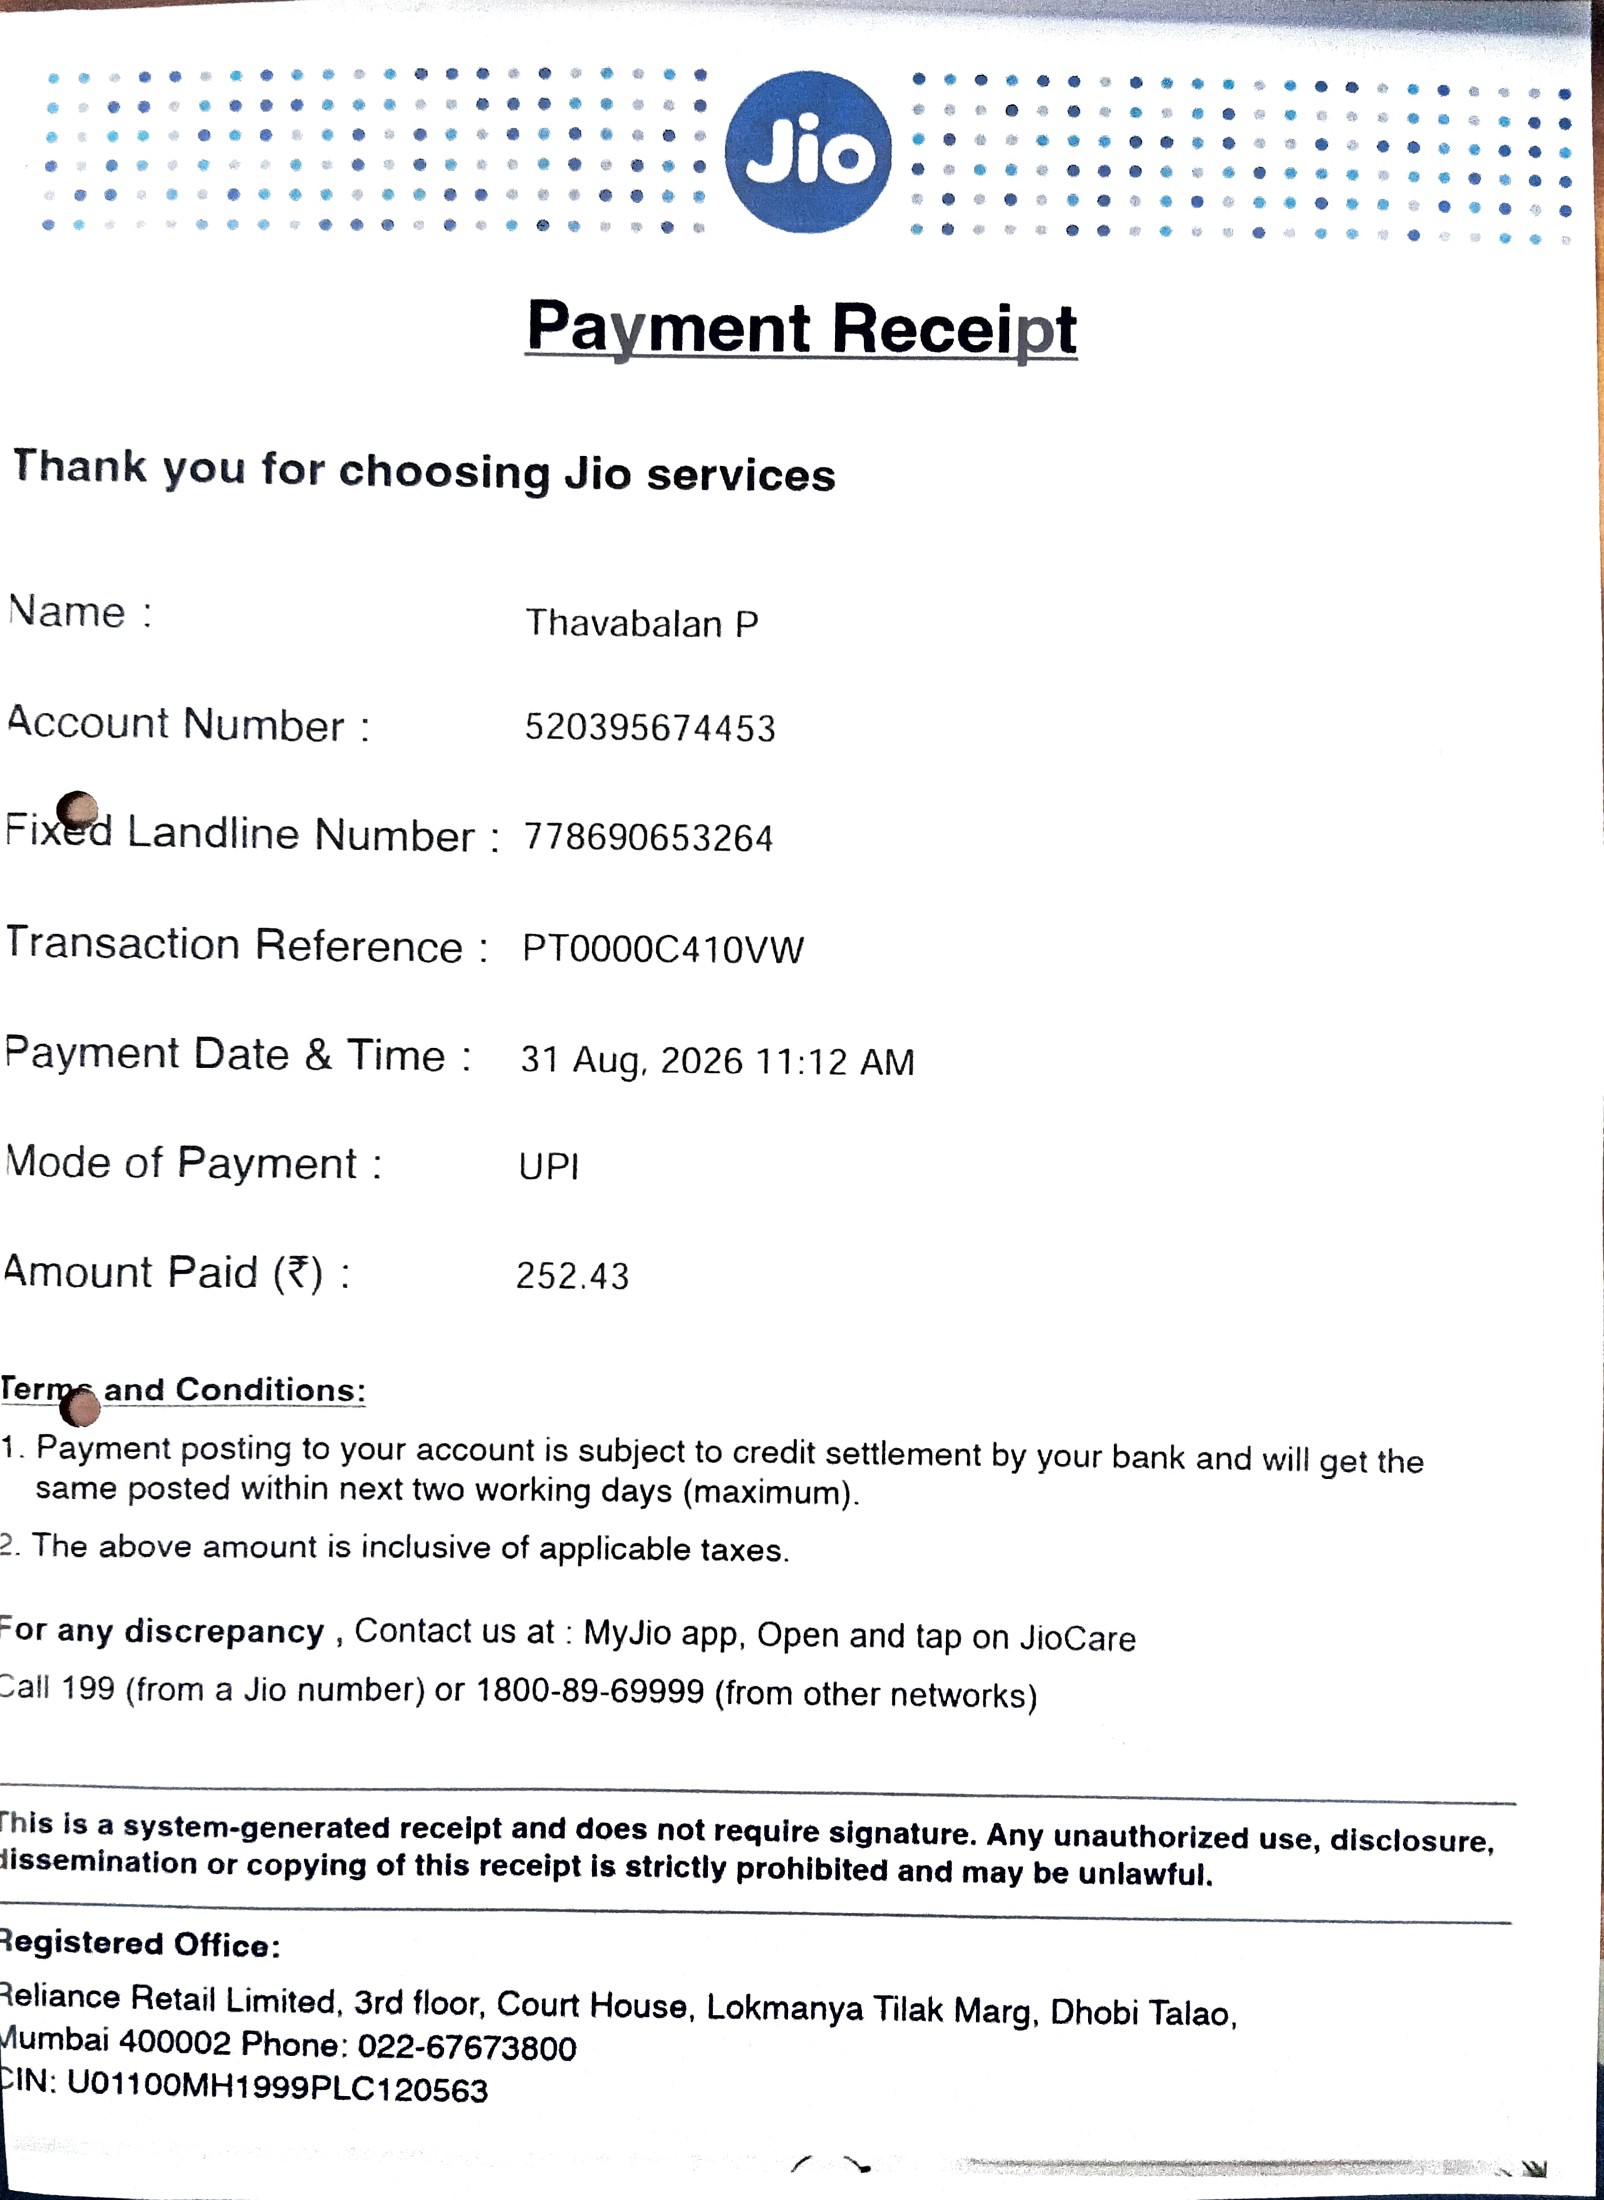 Jio
Payment Receipt
Thank you for choosing Jio services
Name : Thavabalan P
Account Number : 520395674453
Fixed Landline Number : 778690653264
Transaction Reference : PT0000C410VW
Payment Date & Time : 31 Aug, 2026 11:12 AM
Mode of Payment : UPI
Amount Paid (₹) : 252.43
Terms and Conditions:
1. Payment posting to your account is subject to credit settlement by your bank and will get the
same posted within next two working days (maximum).
2. The above amount is inclusive of applicable taxes.
For any discrepancy , Contact us at : MyJio app, Open and tap on JioCare
Call 199 (from a Jio number) or 1800-89-69999 (from other networks)
This is a system-generated receipt and does not require signature. Any unauthorized use, disclosure,
dissemination or copying of this receipt is strictly prohibited and may be unlawful.
Registered Office:
Reliance Retail Limited, 3rd floor, Court House, Lokmanya Tilak Marg, Dhobi Talao,
Mumbai 400002 Phone: 022-67673800
CIN: U01100MH1999PLC120563